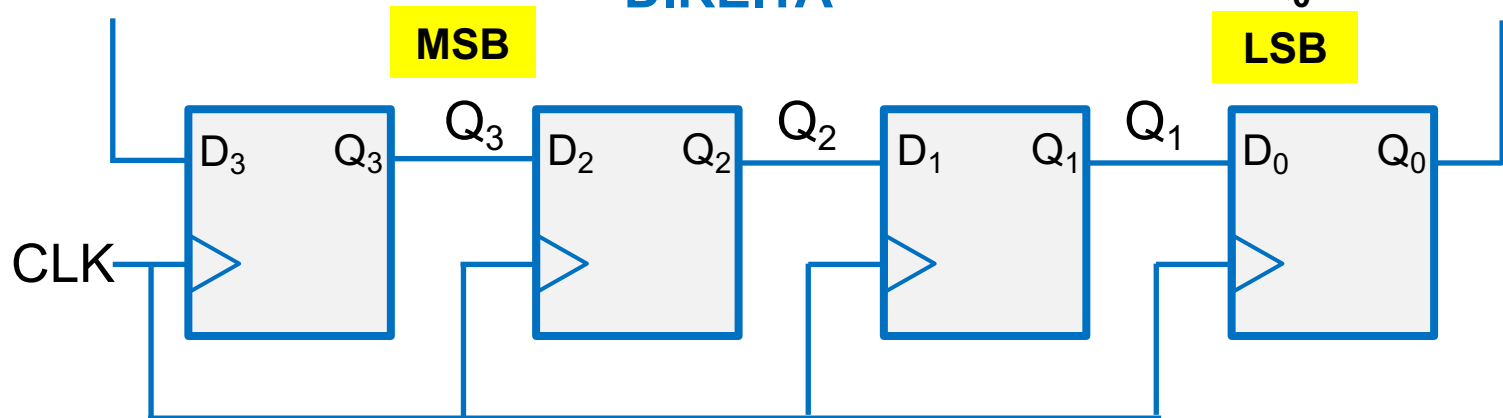 MSB LSB
Q₃ Q₂ Q₁
D₃ Q₃ D₂ Q₂ D₁ Q₁ D₀ Q₀
CLK